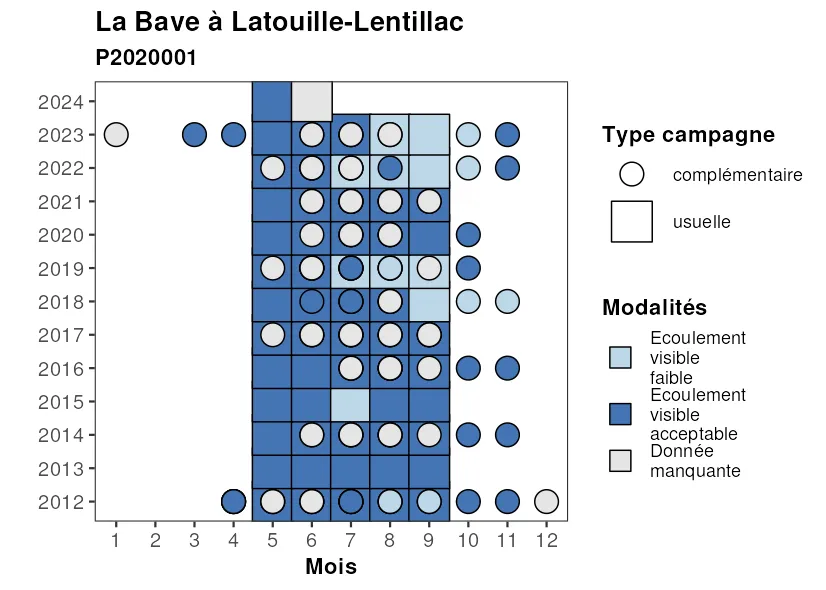 La Bave à Latouille-Lentillac
P2020001
2024
2023
2022
2021
2020
2019
2018
2017
2016
2015
2014
2013
2012
1 2 3 4 5 6 7 8 9 10 11 12
Mois
Type campagne
complémentaire
usuelle
Modalités
Ecoulement
visible
faible
Ecoulement
visible
acceptable
Donnée
manquante